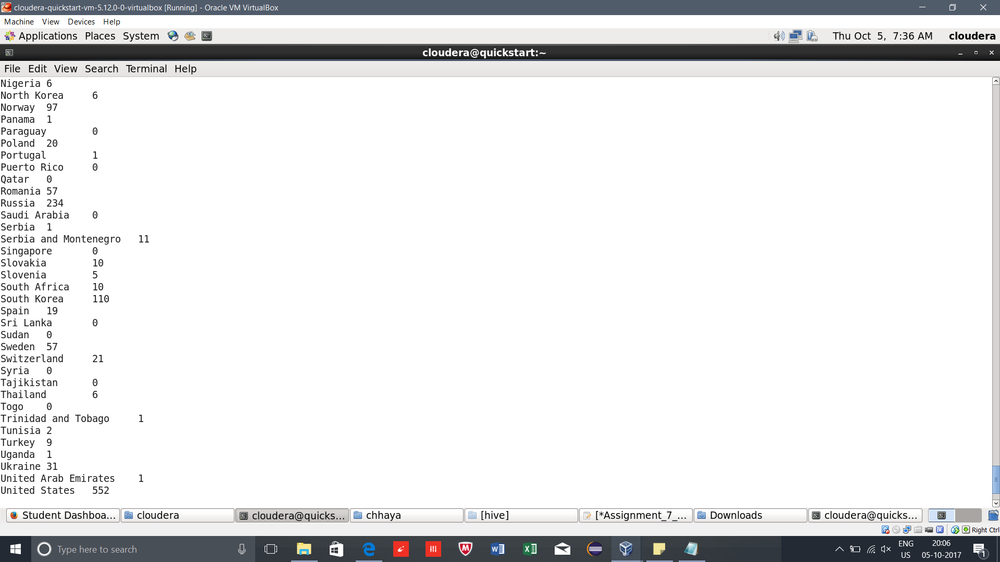 cloudera-quickstart-vm-5.12.0-0-virtualbox [Running] - Oracle VM VirtualBox
Machine View Devices Help
Applications Places System Thu Oct 5, 7:36 AM cloudera
cloudera@quickstart:~
File Edit View Search Terminal Help
Nigeria 6
North Korea 6
Norway 97
Panama 1
Paraguay 0
Poland 20
Portugal 1
Puerto Rico 0
Qatar 0
Romania 57
Russia 234
Saudi Arabia 0
Serbia 1
Serbia and Montenegro 11
Singapore 0
Slovakia 10
Slovenia 5
South Africa 10
South Korea 110
Spain 19
Sri Lanka 0
Sudan 0
Sweden 57
Switzerland 21
Syria 0
Tajikistan 0
Thailand 6
Togo 0
Trinidad and Tobago 1
Tunisia 2
Turkey 9
Uganda 1
Ukraine 31
United Arab Emirates 1
United States 552
Student Dashboa... cloudera cloudera@quicks... chhaya [hive] [*Assignment_7_... Downloads cloudera@quicks...
Right Ctrl
Type here to search
ENG
US
20:06
05-10-2017
1